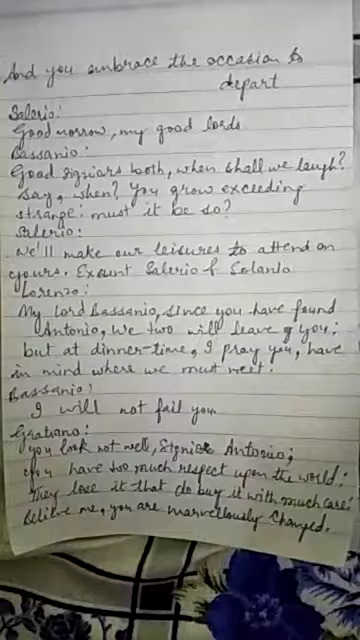 And you embrace the occasion to
depart
Salerio:
Good morrow, my good lords
Bassanio:
Good signiors both, when shall we laugh?
Say, when? You grow exceeding
strange: must it be so?
Salerio:
We'll make our leisures to attend on
yours. Exeunt Salerio & Solanio
Lorenzo:
My Lord Bassanio, since you have found
Antonio, We two will leave you:
but at dinner-time, I pray you, have
in mind where we must meet.
Bassanio:
I will not fail you
Gratiano:
You look not well, Signior Antonio;
You have too much respect upon the world:
They lose it that do buy it with much care:
Believe me, you are marvellously changed.